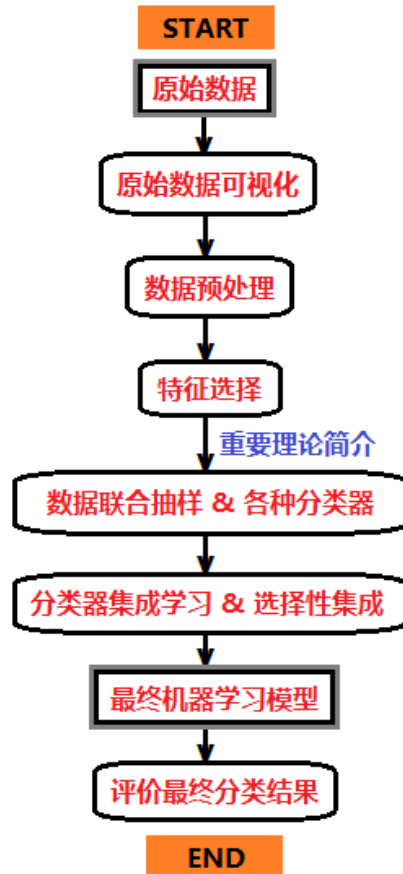 START
原始数据
原始数据可视化
数据预处理
特征选择
重要理论简介
数据联合抽样 & 各种分类器
分类器集成学习 & 选择性集成
最终机器学习模型
评价最终分类结果
END